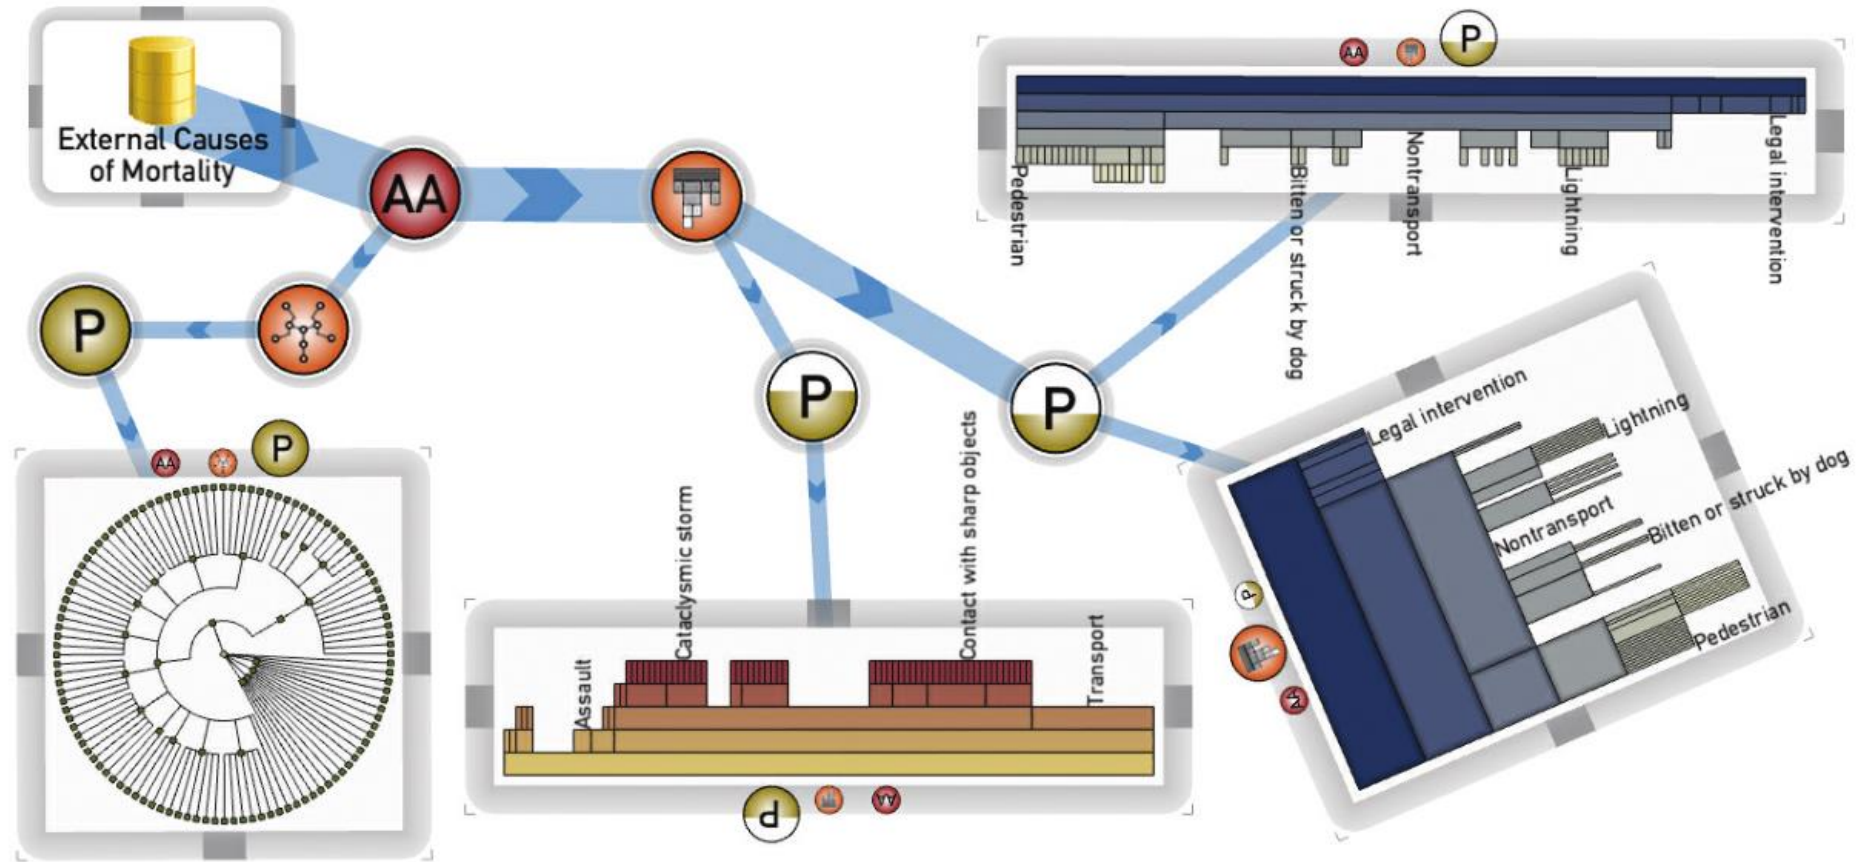 External Causes
of Mortality
AA
P
P
P
AA
P
Pedestrian
Bitten or struck by dog
Nontransport
Lightning
Legal intervention
AA
P
Assault
Cataclysmic storm
Contact with sharp objects
Transport
P
AA
Legal intervention
Lightning
Nontransport
Bitten or struck by dog
Pedestrian
P
AA